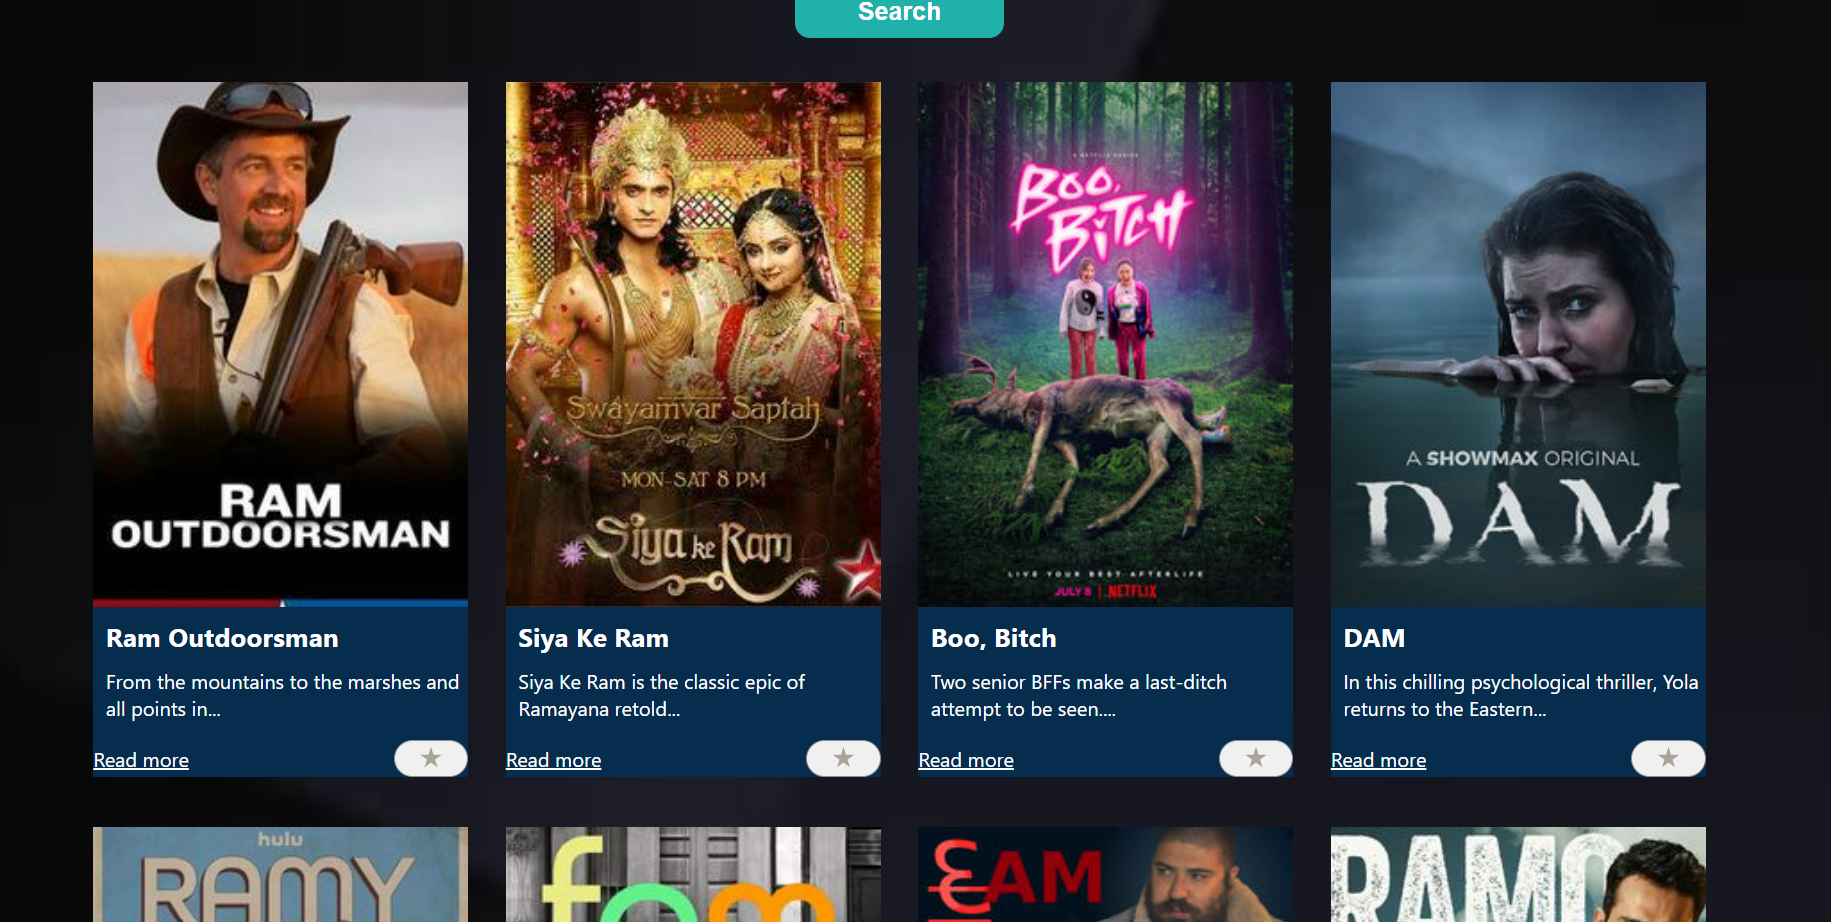 Search
RAM
OUTDOORSMAN
Swayamvar Saptah
MON-SAT 8 PM
Siya ke Ram
A NETFLIX SERIES
BOO,
BITCH
LIVE YOUR BEST AFTERLIFE
JULY 8 | NETFLIX
A SHOWMAX ORIGINAL
DAM
Ram Outdoorsman
From the mountains to the marshes and
all points in...
Read more
★
Siya Ke Ram
Siya Ke Ram is the classic epic of
Ramayana retold...
Read more
★
Boo, Bitch
Two senior BFFs make a last-ditch
attempt to be seen....
Read more
★
DAM
In this chilling psychological thriller, Yola
returns to the Eastern...
Read more
★
hulu
RAMY
AM